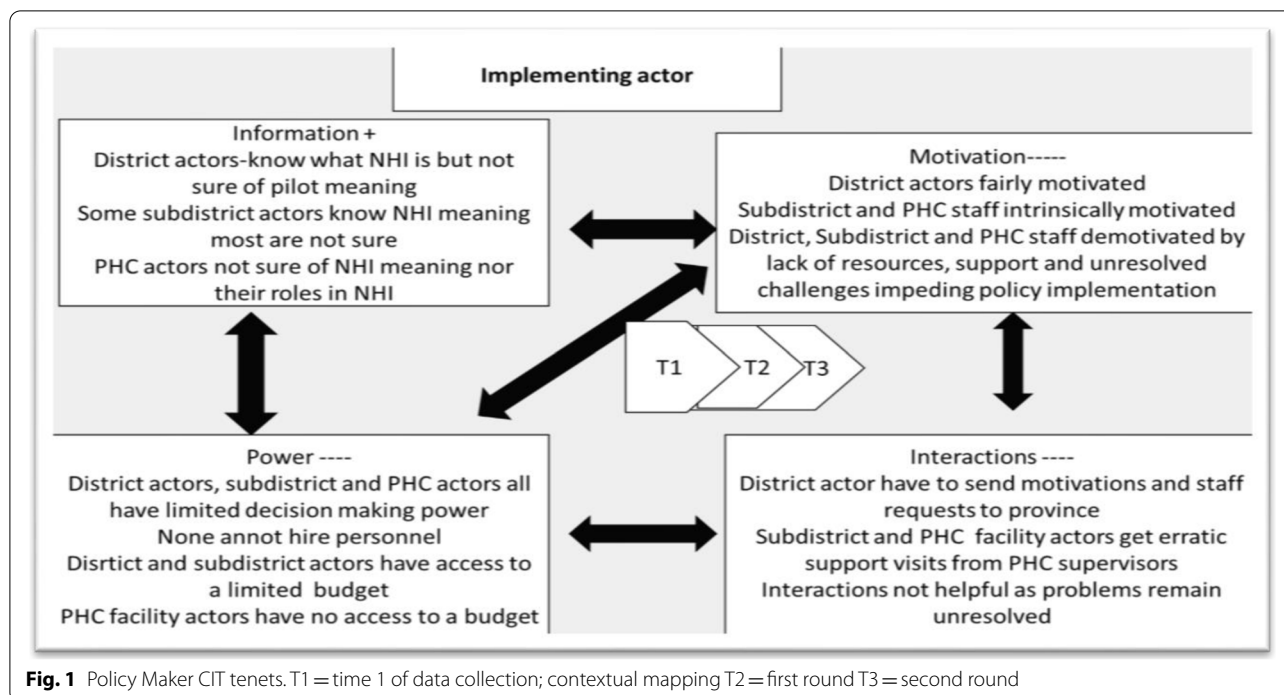 Implementing actor
Information +
District actors-know what NHI is but not
sure of pilot meaning
Some subdistrict actors know NHI meaning
most are not sure
PHC actors not sure of NHI meaning nor
their roles in NHI
Motivation-----
District actors fairly motivated
Subdistrict and PHC staff intrinsically motivated
District, Subdistrict and PHC staff demotivated by
lack of resources, support and unresolved
challenges impeding policy implementation
T1
T2
T3
Power ----
District actors, subdistrict and PHC actors all
have limited decision making power
None annot hire personnel
Disrtict and subdistrict actors have access to
a limited budget
PHC facility actors have no access to a budget
Interactions ----
District actor have to send motivations and staff
requests to province
Subdistrict and PHC facility actors get erratic
support visits from PHC supervisors
Interactions not helpful as problems remain
unresolved
Fig. 1 Policy Maker CIT tenets. T1 = time 1 of data collection; contextual mapping T2 = first round T3 = second round